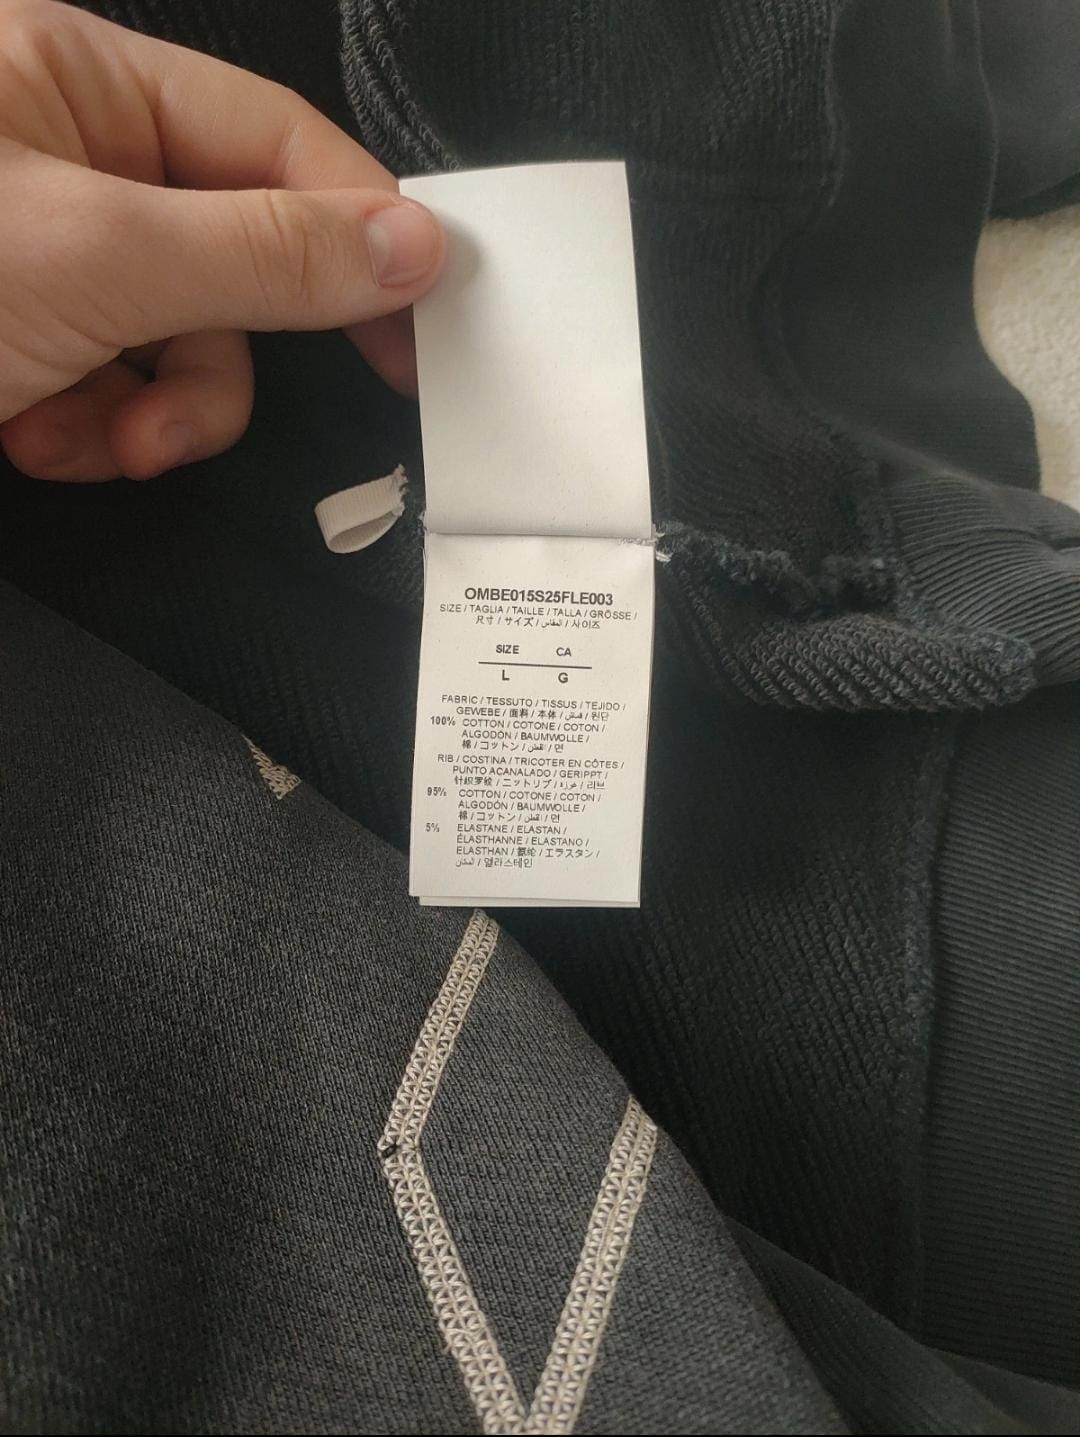 OMBE015S25FLE003
SIZE / TAGLIA / TAILLE / TALLA / GRÖSSE /
尺寸 / サイズ / المقاس / 사이즈
SIZE CA
L G
FABRIC / TESSUTO / TISSUS / TEJIDO /
GEWEBE / 面料 / 本体 / قماش / 원단
100% COTTON / COTONE / COTON /
ALGODÓN / BAUMWOLLE /
棉 / コットン / قطن / 면
RIB / COSTINA / TRICOTER EN CÔTES /
PUNTO ACANALADO / GERIPPT /
针织罗纹 / ニットリブ / / 리브
95% COTTON / COTONE / COTON /
ALGODÓN / BAUMWOLLE /
棉 / コットン / قطن / 면
5% ELASTANE / ELASTAN /
ÉLASTHANNE / ELASTANO /
ELASTHAN / 氨纶 / エラスタン /
/ 엘라스테인